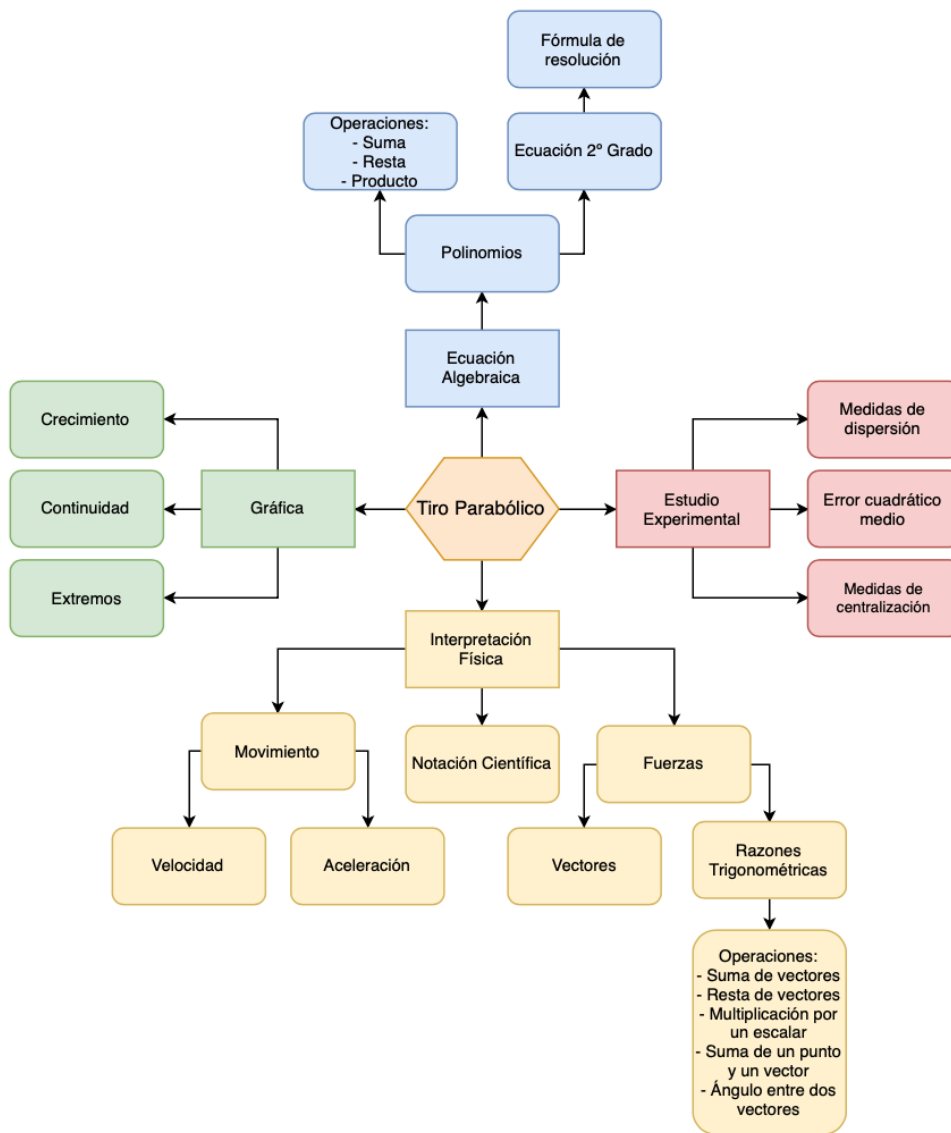 Fórmula de
resolución
Operaciones:
- Suma
- Resta
- Producto
Ecuación 2º Grado
Polinomios
Ecuación
Algebraica
Crecimiento
Medidas de
dispersión
Continuidad
Gráfica
Tiro Parabólico
Estudio
Experimental
Error cuadrático
medio
Extremos
Medidas de
centralización
Interpretación
Física
Movimiento
Notación Científica
Fuerzas
Velocidad
Aceleración
Vectores
Razones
Trigonométricas
Operaciones:
- Suma de vectores
- Resta de vectores
- Multiplicación por
un escalar
- Suma de un punto
y un vector
- Ángulo entre dos
vectores